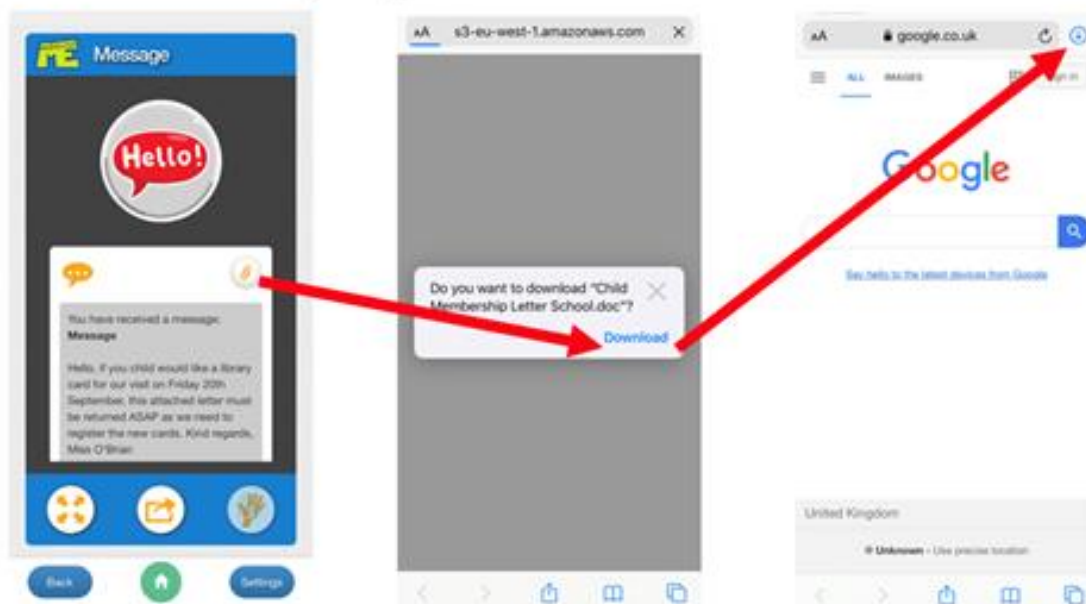 ME Message
Hello!
You have received a message:
Message
Hello, If you child would like a library
card for our visit on Friday 20th
September, this attached letter must
be returned ASAP as we need to
register the new cards. Kind regards,
Miss O'Brian
Back
Settings
AA s3-eu-west-1.amazonaws.com
Do you want to download "Child
Membership Letter School.doc"?
Download
AA google.co.uk
ALL IMAGES
Google
Say hello to the latest devices from Google
United Kingdom
Unknown - Use precise location